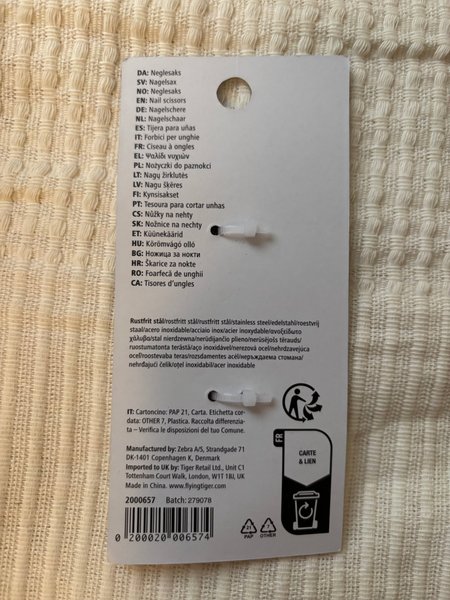 DA: Neglesaks
SV: Nagelsax
NO: Neglesaks
EN: Nail scissors
DE: Nagelschere
NL: Nagelschaar
ES: Tijera para uñas
IT: Forbici per unghie
FR: Ciseau à ongles
EL: Ψαλίδι νυχιών
PL: Nożyczki do paznokci
LT: Nagų žirklutės
LV: Nagu šķēres
FI: Kynsisakset
PT: Tesoura para cortar unhas
CS: Nůžky na nehty
SK: Nožnice na nechty
ET: Küünekäärid
HU: Körömvágó olló
BG: Ножица за нокти
HR: Škarice za nokte
RO: Foarfecă de unghii
CA: Tisores d'ungles
Rustfrit stål/rostfritt stål/rustfritt stål/stainless steel/edelstahl/roestvrij
staal/acero inoxidable/acciaio inox/acier inoxydable/ανοξείδωτο
χάλυβα/stal nierdzewna/nerūdijančio plieno/nerūsējošs tērauds/
ruostumatonta terästä/aço inoxidável/nerezová ocel/nehrdzavejúca
oceľ/roostevaba teras/rozsdamentes acél/неръждаема стомана/
nehrđajući čelik/oțel inoxidabil/acer inoxidable
IT: Cartoncino: PAP 21, Carta. Etichetta cor-
data: OTHER 7, Plastica. Raccolta differenzia-
ta – Verifica le disposizioni del tuo Comune.
Manufactured by: Zebra A/S, Strandgade 71
DK-1401 Copenhagen K, Denmark
Imported to UK by: Tiger Retail Ltd., Unit C1
Tottenham Court Walk, London, W1T 1BJ, UK
Made in China. www.flyingtiger.com
2000657 Batch: 279078
0 200020 006574
21
PAP
7
OTHER
FR
CARTE
& LIEN